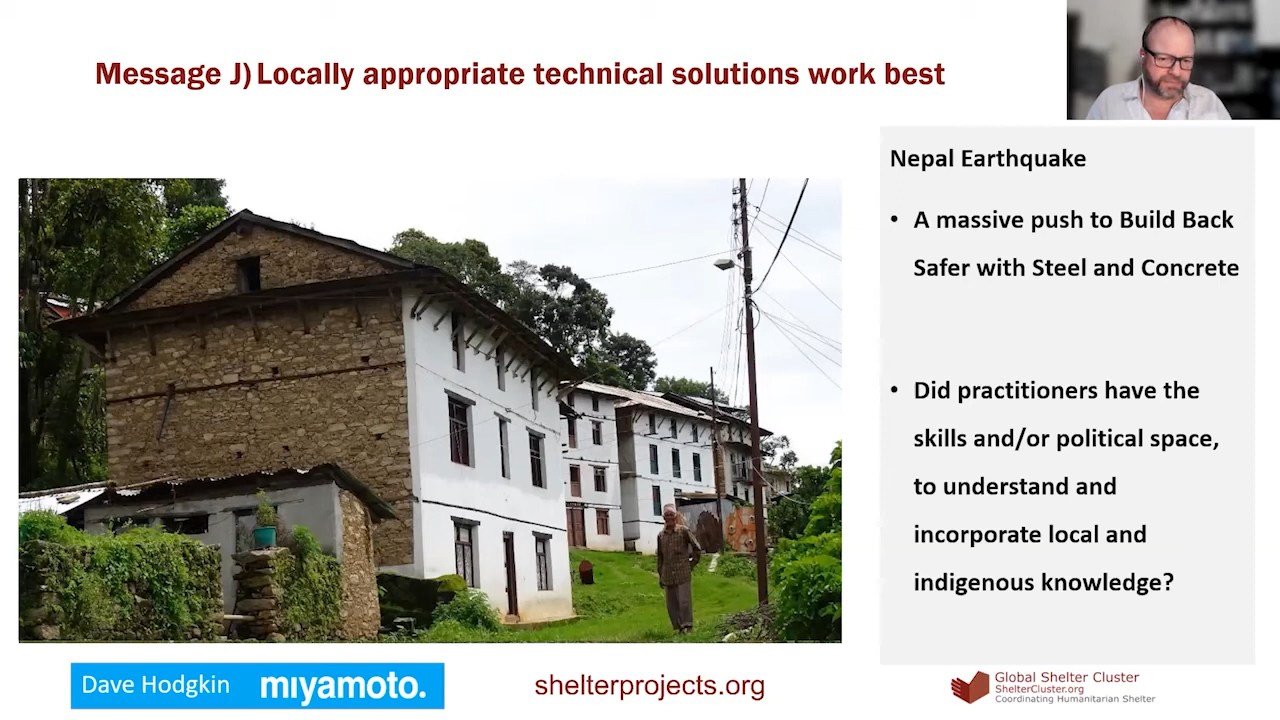 Message J) Locally appropriate technical solutions work best
Nepal Earthquake
• A massive push to Build Back
Safer with Steel and Concrete
• Did practitioners have the
skills and/or political space,
to understand and
incorporate local and
indigenous knowledge?
Dave Hodgkin miyamoto.
shelterprojects.org
Global Shelter Cluster
ShelterCluster.org
Coordinating Humanitarian Shelter